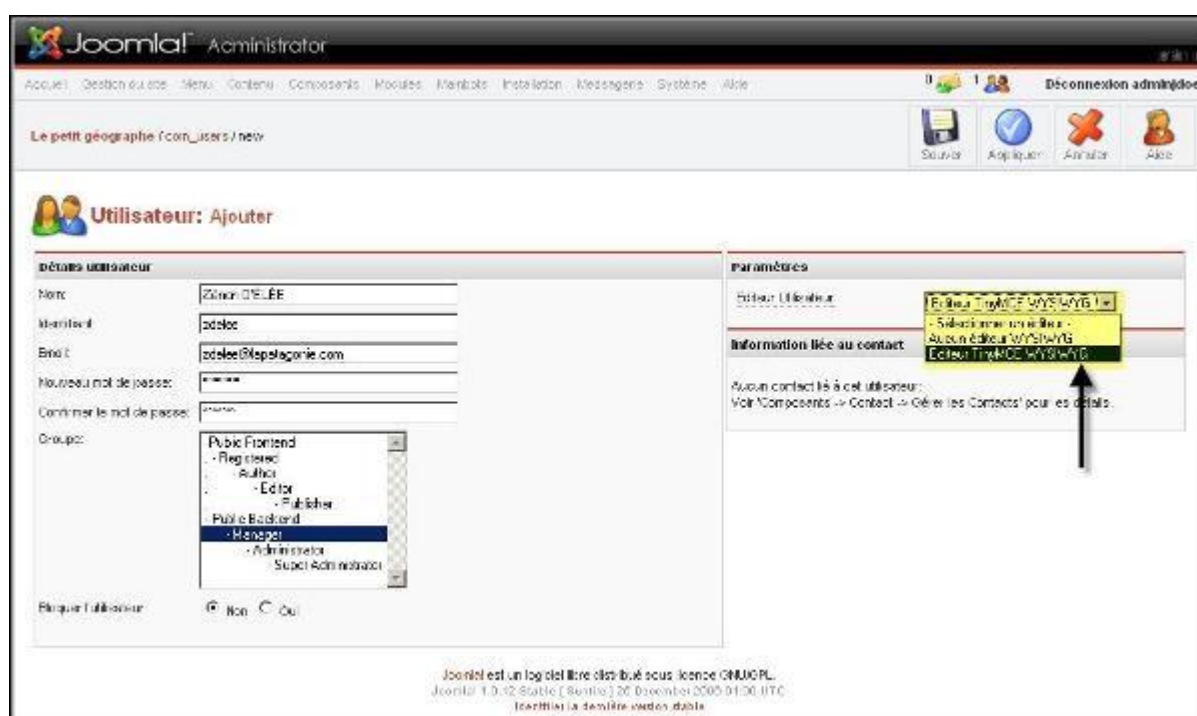 Joomla! Administrator
Accueil Gestion du site Menu Contenu Composants Modules Mambots Installation Messagerie Système Aide 0 1 Déconnexion admin
Le petit géographe / com_users / new
Sauver Appliquer Annuler Aide
Utilisateur: Ajouter
Détails utilisateur
Nom: Zénon D'ELÉE
Identifiant zdelee
Email: zdelee@lapatagonie.com
Nouveau mot de passe:
Confirmer le mot de passe:
Groupe: Public Frontend
- Registered
- Author
- Editor
- Publisher
- Public Backend
- Manager
- Administrator
- Super Administrator
Bloquer l'utilisateur Non Oui
Paramètres
Editeur Utilisateur Editeur TinyMCE WYSIWYG
- Sélectionner un éditeur -
Aucun éditeur WYSIWYG
Editeur TinyMCE WYSIWYG
Information liée au contact
Aucun contact lié à cet utilisateur:
Voir 'Composants -> Contact -> Gérer les Contacts' pour les détails.
Joomla! est un logiciel libre distribué sous licence GNU/GPL.
Joomla! 1.0.12 Stable [ Sunfire ] 25 December 2006 01:00 UTC
Identifier la dernière version stable